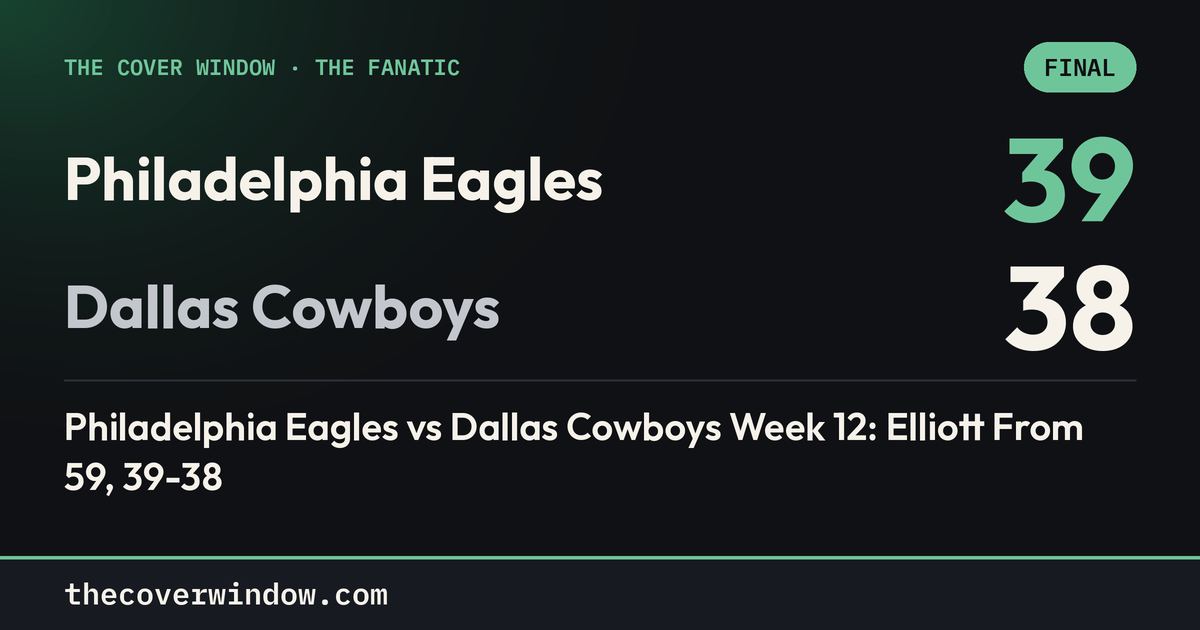 THE COVER WINDOW · THE FANATIC
FINAL
Philadelphia Eagles 39
Dallas Cowboys 38
Philadelphia Eagles vs Dallas Cowboys Week 12: Elliott From
59, 39-38
thecoverwindow.com